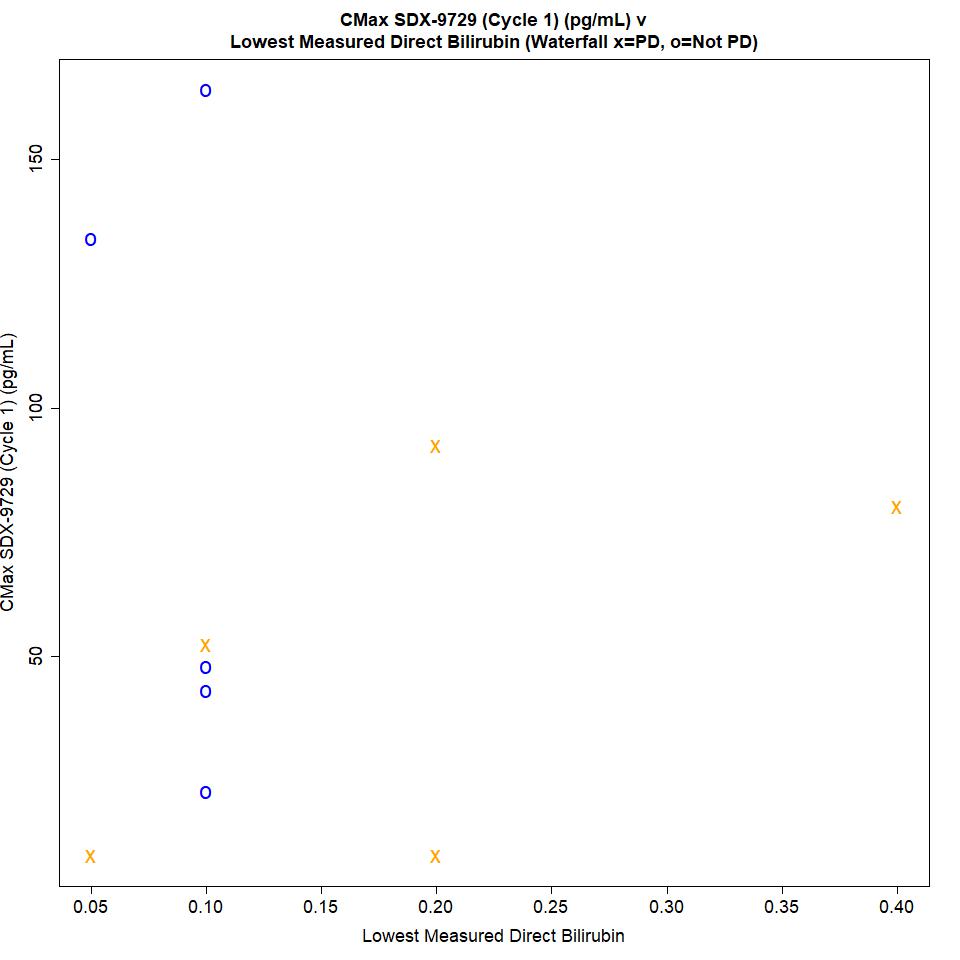 CMax SDX-9729 (Cycle 1) (pg/mL) v
Lowest Measured Direct Bilirubin (Waterfall x=PD, o=Not PD)
CMax SDX-9729 (Cycle 1) (pg/mL)
150
100
50
O
O
X
X
X
O
O
O
X
X
0.05 0.10 0.15 0.20 0.25 0.30 0.35 0.40
Lowest Measured Direct Bilirubin